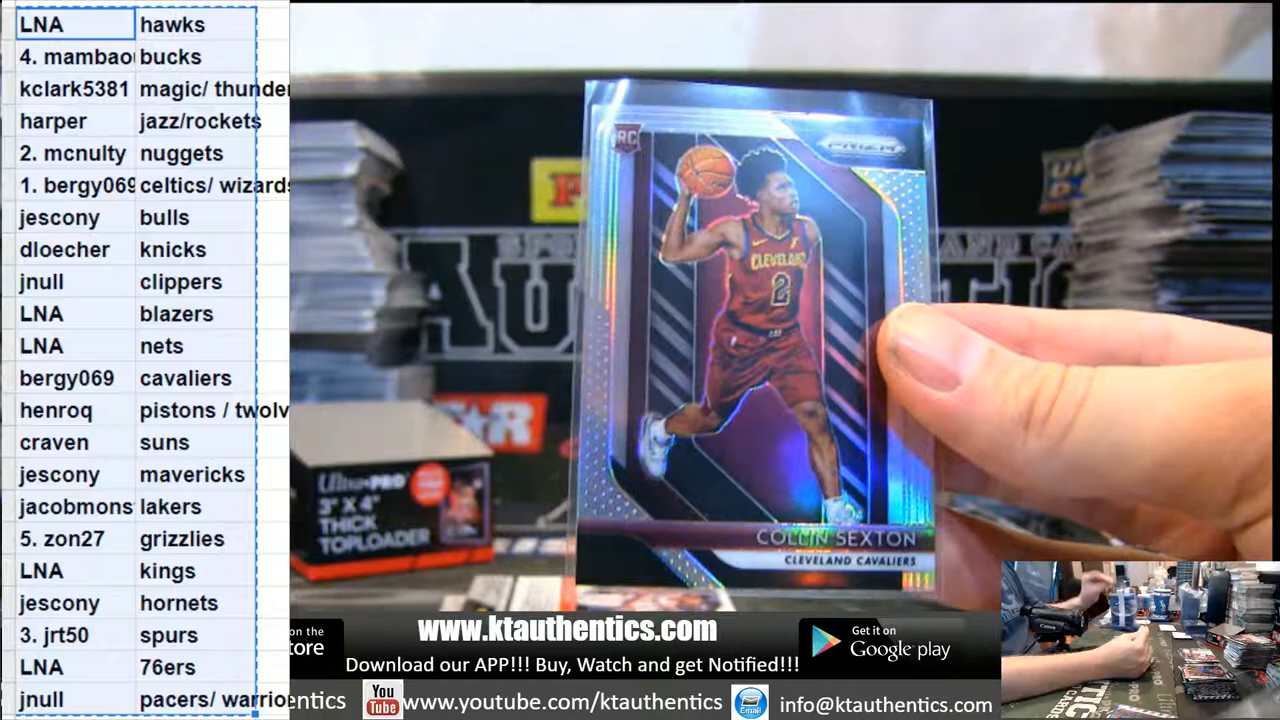 LNA hawks
4. mambao bucks
kclark5381 magic/ thunder
harper jazz/rockets
2. mcnulty nuggets
1. bergy069 celtics/ wizards
jescony bulls
dloecher knicks
jnull clippers
LNA blazers
LNA nets
bergy069 cavaliers
henroq pistons / twolv
craven suns
jescony mavericks
jacobmons lakers
5. zon27 grizzlies
LNA kings
jescony hornets
3. jrt50 spurs
LNA 76ers
jnull pacers/ warrio
RC
PRIZM
CLEVELAND
2
COLLIN SEXTON
CLEVELAND CAVALIERS
Ultra•PRO
3" X 4"
THICK
TOPLOADER
www.ktauthentics.com
on the
tore
Get it on
Google play
Download our APP!!! Buy, Watch and get Notified!!!
entics
You
Tube
www.youtube.com/ktauthentics
Email
info@ktauthentics.com